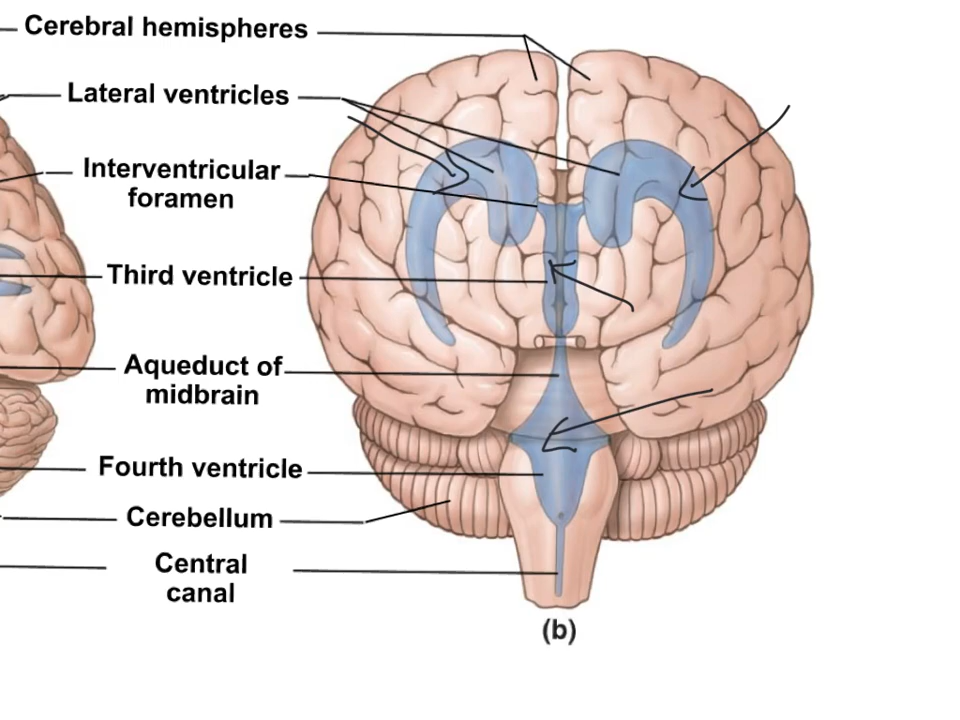 Cerebral hemispheres
Lateral ventricles
Interventricular
foramen
Third ventricle
Aqueduct of
midbrain
Fourth ventricle
Cerebellum
Central
canal
(b)